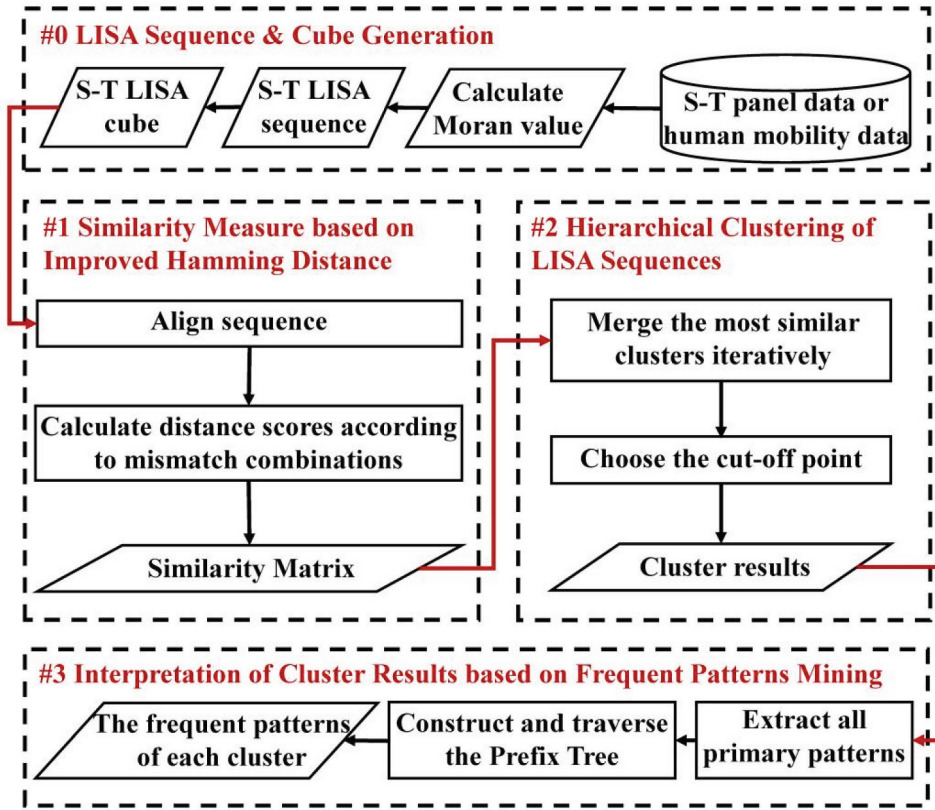 #0 LISA Sequence & Cube Generation
S-T LISA
cube
S-T LISA
sequence
Calculate
Moran value
S-T panel data or
human mobility data
#1 Similarity Measure based on
Improved Hamming Distance
Align sequence
Calculate distance scores according
to mismatch combinations
Similarity Matrix
#2 Hierarchical Clustering of
LISA Sequences
Merge the most similar
clusters iteratively
Choose the cut-off point
Cluster results
#3 Interpretation of Cluster Results based on Frequent Patterns Mining
The frequent patterns
of each cluster
Construct and traverse
the Prefix Tree
Extract all
primary patterns